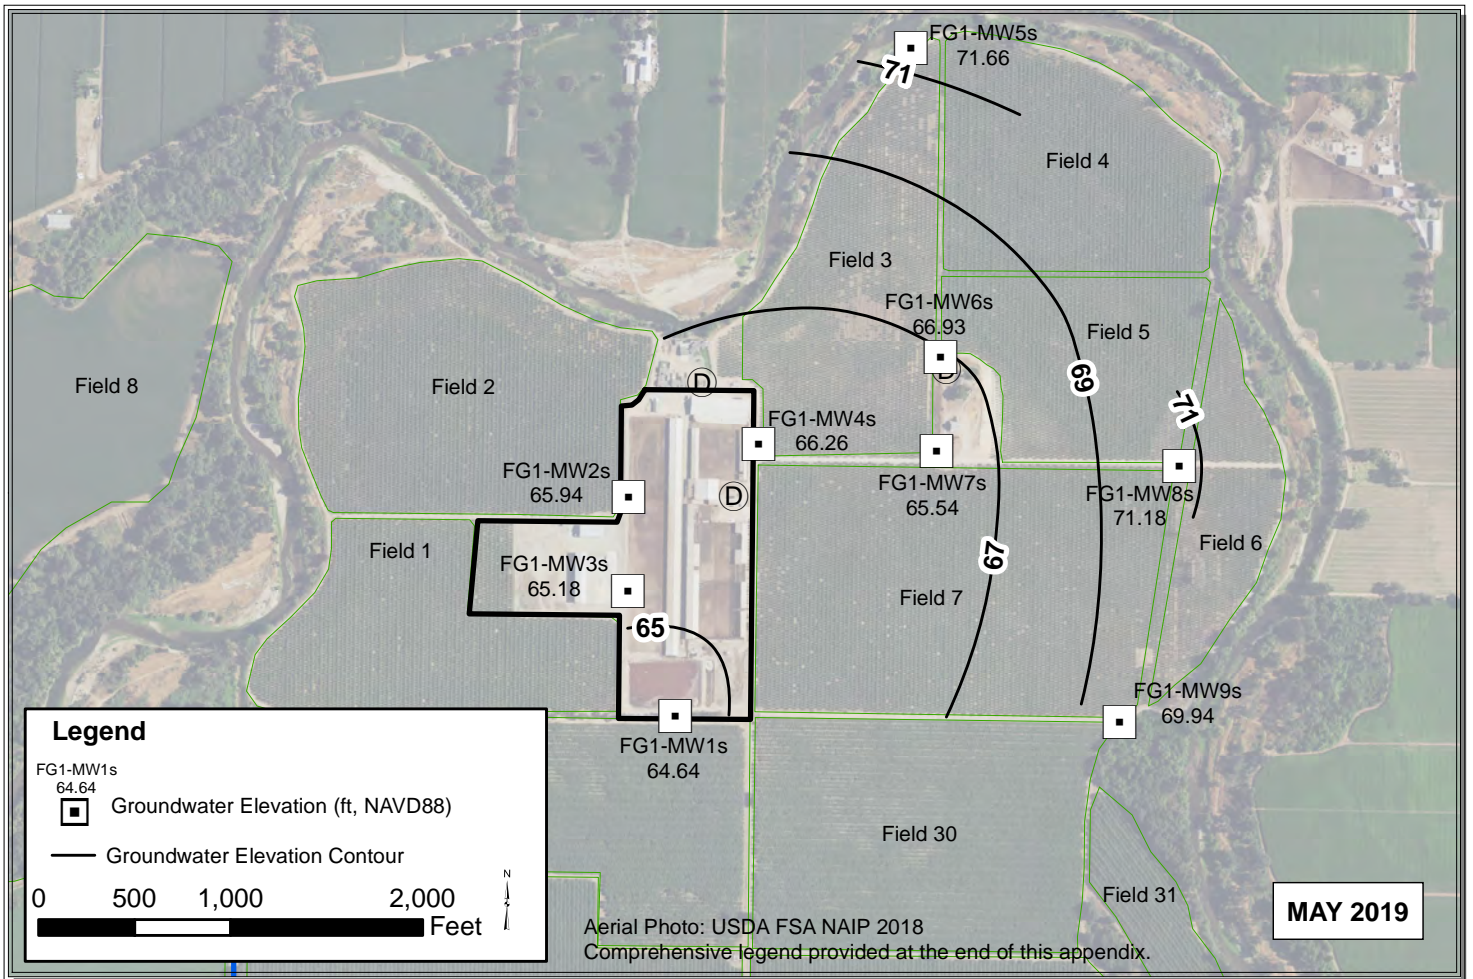 FG1-MW5s
71.66
71
Field 4
Field 3
FG1-MW6s
66.93
D
Field 5
Field 8
Field 2
D
69
71
FG1-MW4s
66.26
FG1-MW2s
65.94
D
FG1-MW7s
65.54
FG1-MW8s
71.18
Field 1
FG1-MW3s
65.18
67
Field 6
Field 7
65
FG1-MW9s
69.94
FG1-MW1s
64.64
Field 30
Field 31
Legend
FG1-MW1s
64.64
Groundwater Elevation (ft, NAVD88)
Groundwater Elevation Contour
N
0 500 1,000 2,000
Feet
Aerial Photo: USDA FSA NAIP 2018
Comprehensive legend provided at the end of this appendix.
MAY 2019